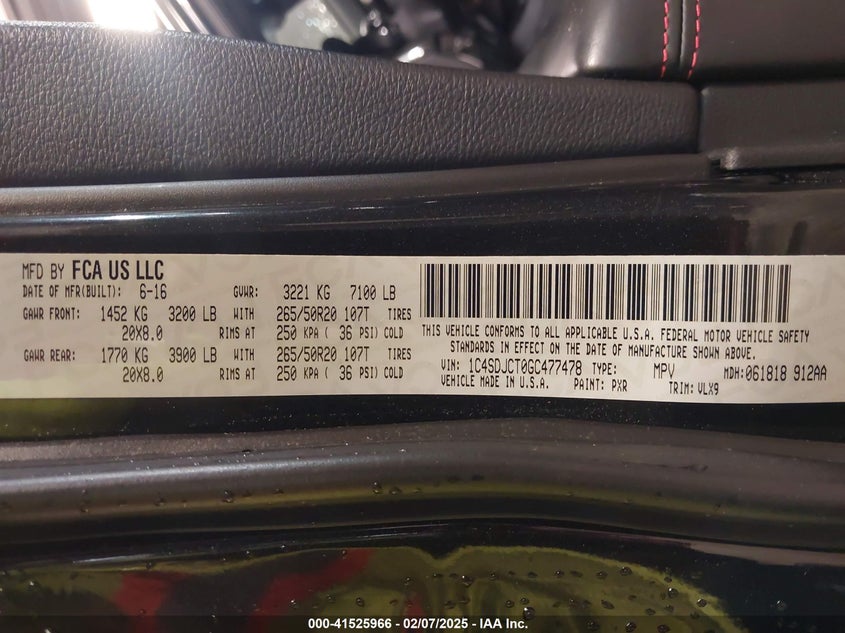 MFD BY FCA US LLC
DATE OF MFR(BUILT): 6-16 GVWR: 3221 KG 7100 LB
GAWR FRONT: 1452 KG 3200 LB WITH 265/50R20 107T TIRES
20X8.0 RIMS AT 250 KPA ( 36 PSI) COLD
GAWR REAR: 1770 KG 3900 LB WITH 265/50R20 107T TIRES
20X8.0 RIMS AT 250 KPA ( 36 PSI) COLD
THIS VEHICLE CONFORMS TO ALL APPLICABLE U.S.A. FEDERAL MOTOR VEHICLE SAFETY
STANDARDS IN EFFECT ON THE DATE OF MANUFACTURE SHOWN ABOVE.
VIN: 1C4SDJCT0GC477478 TYPE: MPV MDH: 061818 912AA
VEHICLE MADE IN U.S.A. PAINT: PXR TRIM: VLX9
000-41525966 - 02/07/2025 - IAA Inc.